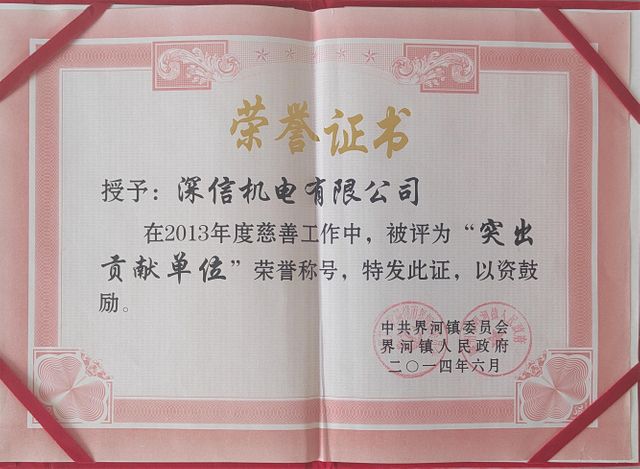 荣誉证书
授予：深信机电有限公司
在2013年度慈善工作中，被评为“突出
贡献单位”荣誉称号，特发此证，以资鼓
励。
中共界河镇委员会
界河镇人民政府
二〇一四年六月